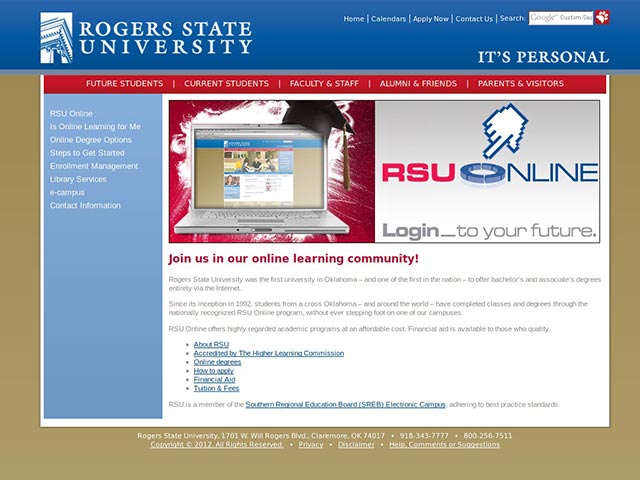 ROGERS STATE
UNIVERSITY
Home | Calendars | Apply Now | Contact Us | Search:
Google™ Custom Sea
IT'S PERSONAL
FUTURE STUDENTS | CURRENT STUDENTS | FACULTY & STAFF | ALUMNI & FRIENDS | PARENTS & VISITORS
RSU Online
Is Online Learning for Me
Online Degree Options
Steps to Get Started
Enrollment Management
Library Services
e-campus
Contact Information
RSU ONLINE
Login_to your future.
Join us in our online learning community!
Rogers State University was the first university in Oklahoma – and one of the first in the nation – to offer bachelor's and associate's degrees
entirely via the Internet.
Since its inception in 1992, students from a cross Oklahoma – and around the world – have completed classes and degrees through the
nationally recognized RSU Online program, without ever stepping foot on one of our campuses.
RSU Online offers highly regarded academic programs at an affordable cost. Financial aid is available to those who qualify.
About RSU
Accredited by The Higher Learning Commission
Online degrees
How to apply
Financial Aid
Tuition & Fees
RSU is a member of the Southern Regional Education Board (SREB) Electronic Campus, adhering to best practice standards.
Rogers State University, 1701 W. Will Rogers Blvd., Claremore, OK 74017 • 918-343-7777 • 800-256-7511
Copyright © 2012. All Rights Reserved. • Privacy • Disclaimer • Help, Comments or Suggestions